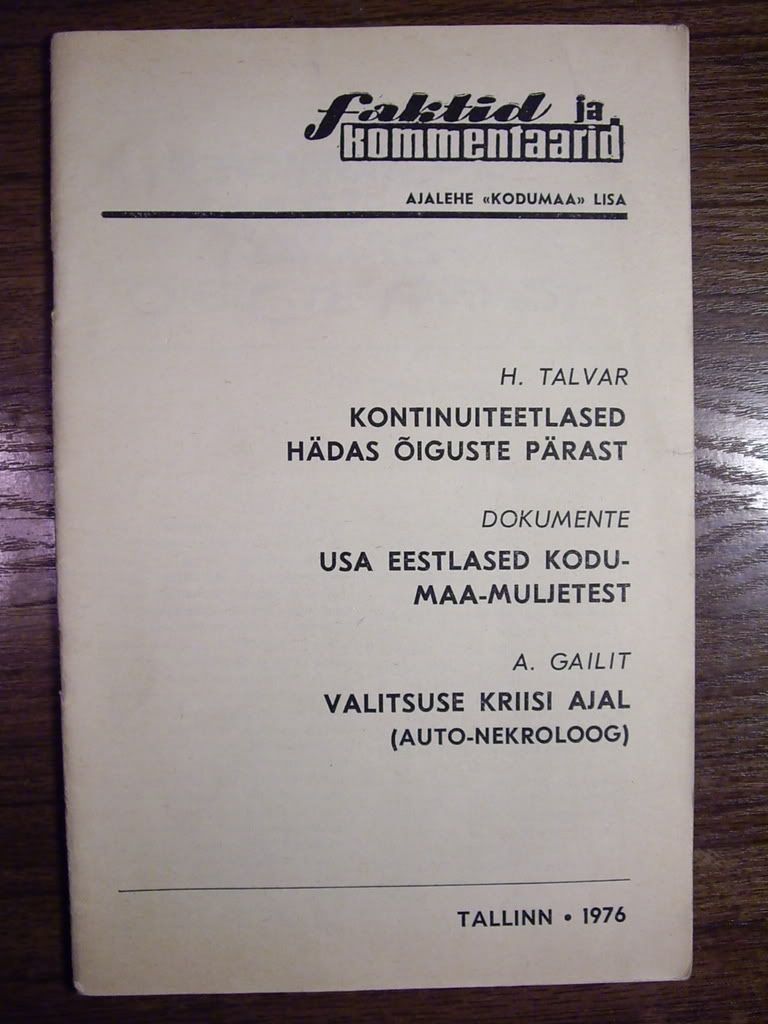 faktid ja
kommentaarid
AJALEHE «KODUMAA» LISA
H. TALVAR
KONTINUITEETLASED
HÄDAS ÕIGUSTE PÄRAST
DOKUMENTE
USA EESTLASED KODU-
MAA-MULJETEST
A. GAILIT
VALITSUSE KRIISI AJAL
(AUTO-NEKROLOOG)
TALLINN • 1976